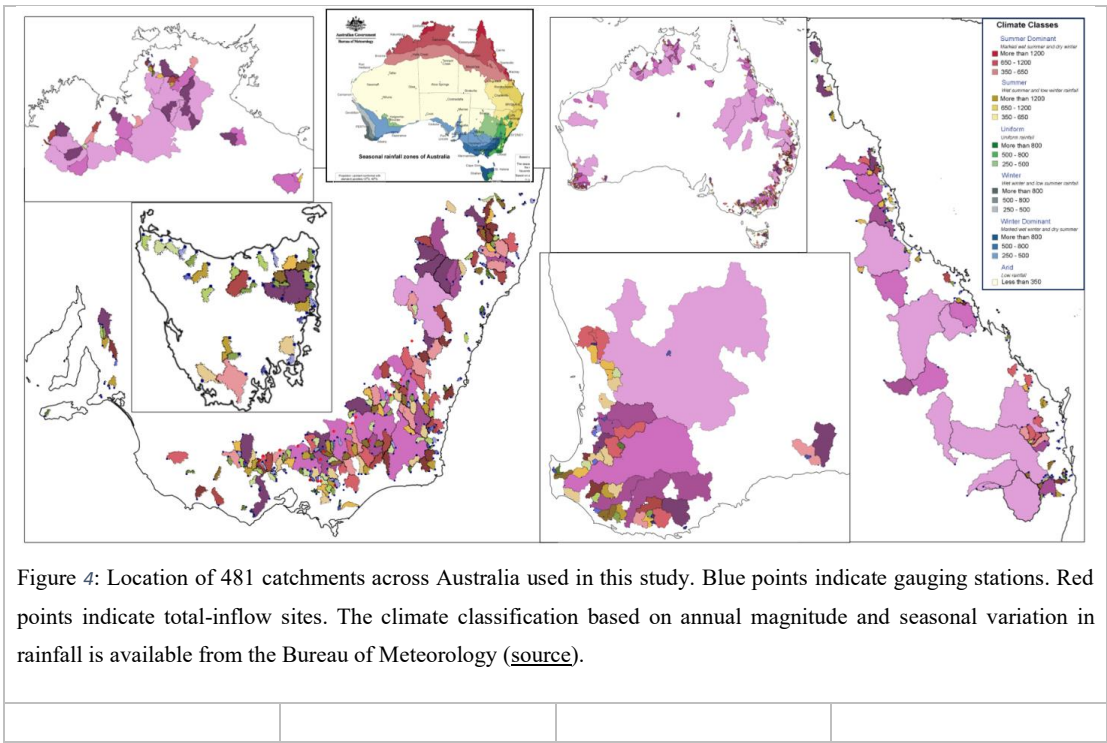 Australian Government
Bureau of Meteorology
Seasonal rainfall zones of Australia
Climate Classes
Summer Dominant
Marked wet summer and dry winter
More than 1200
650 - 1200
350 - 650
Summer
Wet summer and low winter rainfall
More than 1200
650 - 1200
350 - 650
Uniform
Uniform rainfall
More than 800
500 - 800
250 - 500
Winter
Wet winter and low summer rainfall
More than 800
500 - 800
250 - 500
Winter Dominant
Marked wet winter and dry summer
More than 800
500 - 800
250 - 500
Arid
Low rainfall
Less than 350
Figure 4: Location of 481 catchments across Australia used in this study. Blue points indicate gauging stations. Red
points indicate total-inflow sites. The climate classification based on annual magnitude and seasonal variation in
rainfall is available from the Bureau of Meteorology (source).